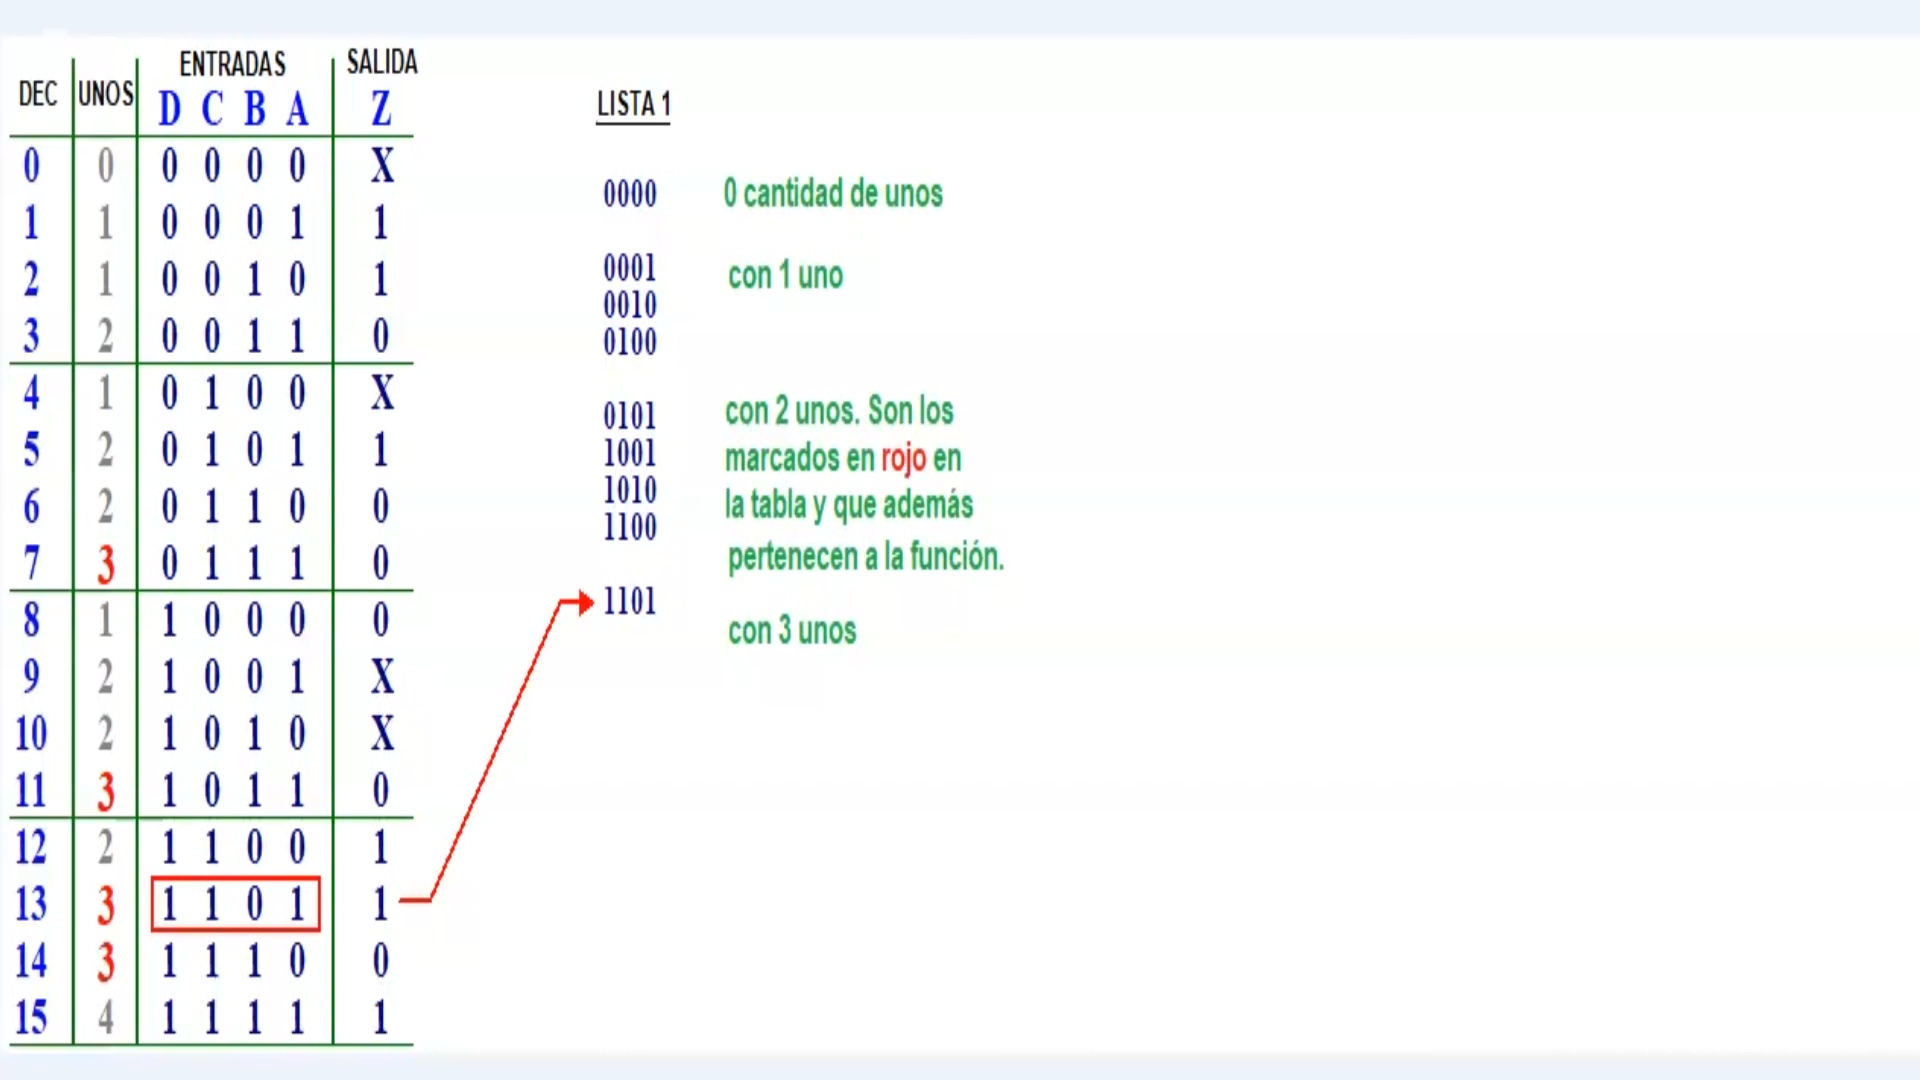 DEC UNOS ENTRADAS SALIDA
D C B A Z
0 0 0 0 0 0 X
1 1 0 0 0 1 1
2 1 0 0 1 0 1
3 2 0 0 1 1 0
4 1 0 1 0 0 X
5 2 0 1 0 1 1
6 2 0 1 1 0 0
7 3 0 1 1 1 0
8 1 1 0 0 0 0
9 2 1 0 0 1 X
10 2 1 0 1 0 X
11 3 1 0 1 1 0
12 2 1 1 0 0 1
13 3 1 1 0 1 1
14 3 1 1 1 0 0
15 4 1 1 1 1 1
LISTA 1
0000
0001
0010
0100
0101
1001
1010
1100
1101
0 cantidad de unos
con 1 uno
con 2 unos. Son los
marcados en rojo en
la tabla y que además
pertenecen a la función.
con 3 unos